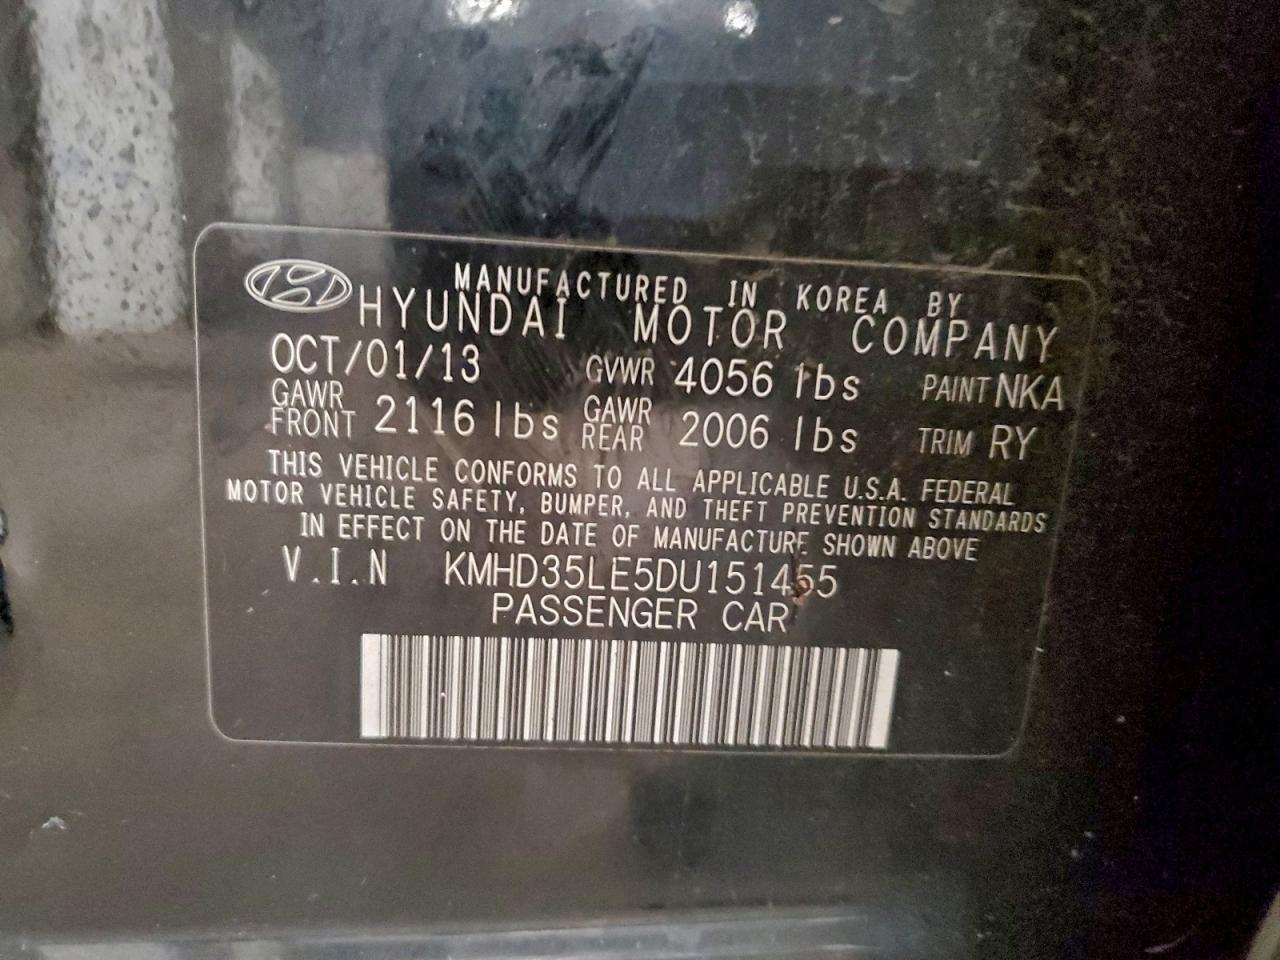 MANUFACTURED IN KOREA BY
HYUNDAI MOTOR COMPANY
OCT/01/13 GVWR 4056 lbs PAINT NKA
GAWR FRONT 2116 lbs GAWR REAR 2006 lbs TRIM RY
THIS VEHICLE CONFORMS TO ALL APPLICABLE U.S.A. FEDERAL
MOTOR VEHICLE SAFETY, BUMPER, AND THEFT PREVENTION STANDARDS
IN EFFECT ON THE DATE OF MANUFACTURE SHOWN ABOVE
V.I.N KMHD35LE5DU151455
PASSENGER CAR